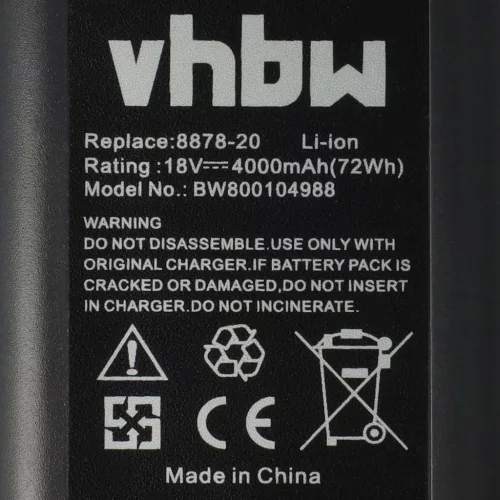 vhbw
Replace:8878-20 Li-ion
Rating :18V⎓4000mAh(72Wh)
Model No.: BW800104988
WARNING
DO NOT DISASSEMBLE.USE ONLY WITH
ORIGINAL CHARGER.IF BATTERY PACK IS
CRACKED OR DAMAGED,DO NOT INSERT
IN CHARGER.DO NOT INCINERATE.
CE
Made in China